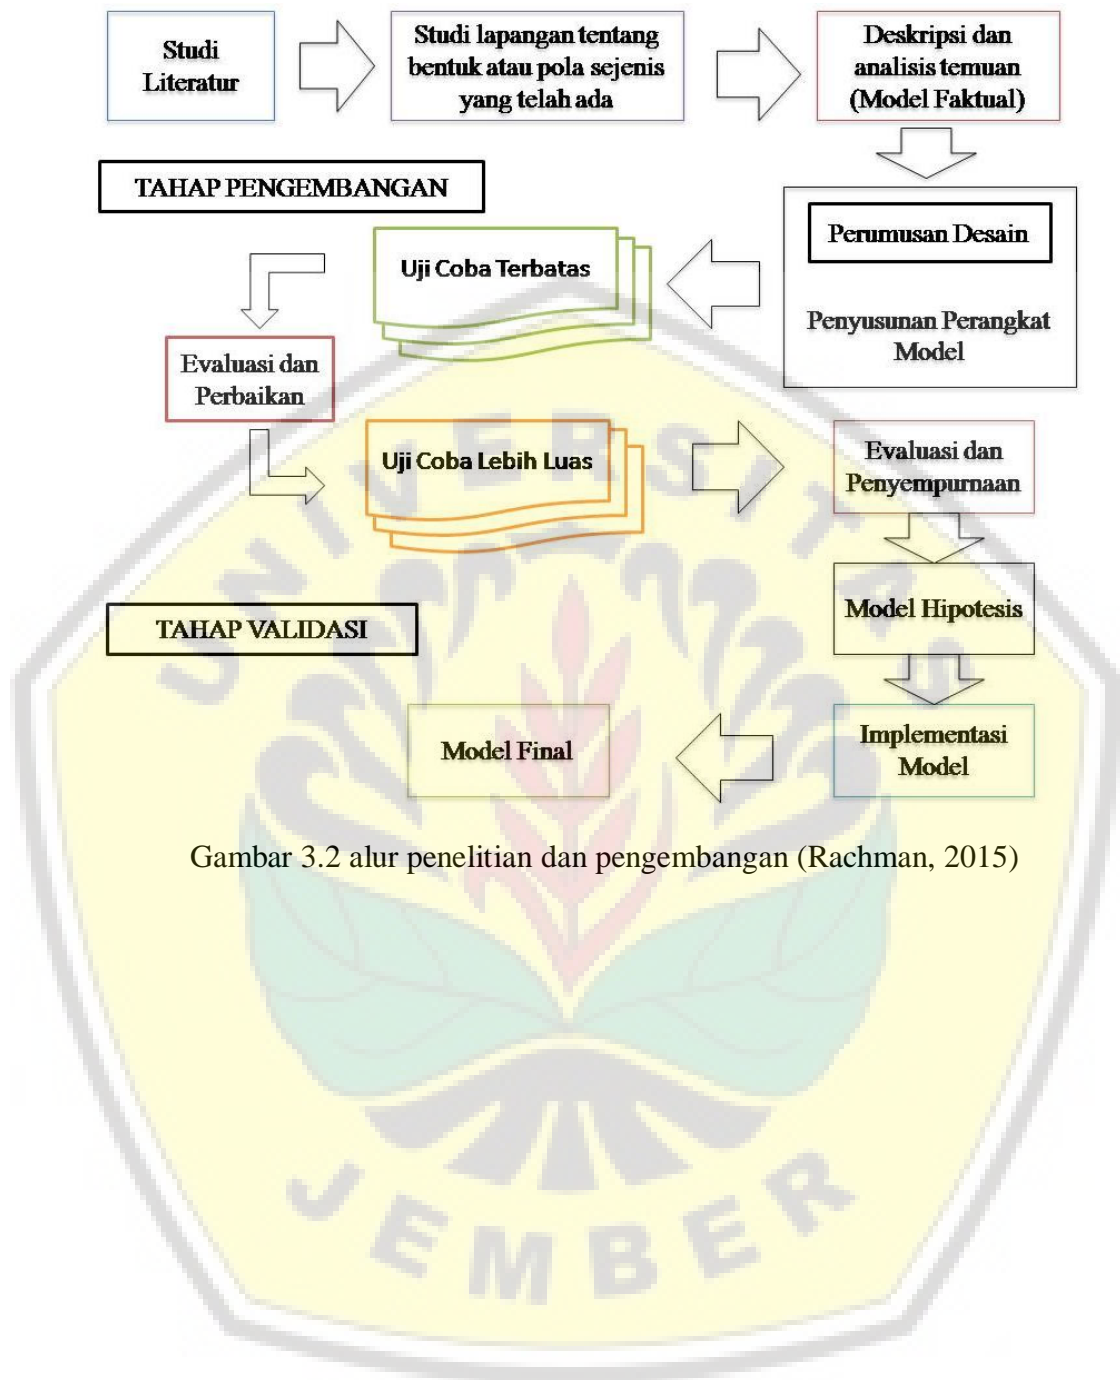 Studi
Literatur
Studi lapangan tentang
bentuk atau pola sejenis
yang telah ada
Deskripsi dan
analisis temuan
(Model Faktual)
TAHAP PENGEMBANGAN
Perumusan Desain
Penyusunan Perangkat
Model
Uji Coba Terbatas
Evaluasi dan
Perbaikan
Uji Coba Lebih Luas
Evaluasi dan
Penyempurnaan
Model Hipotesis
TAHAP VALIDASI
Implementasi
Model
Model Final
Gambar 3.2 alur penelitian dan pengembangan (Rachman, 2015)
UNIVERSITAS
JEMBER